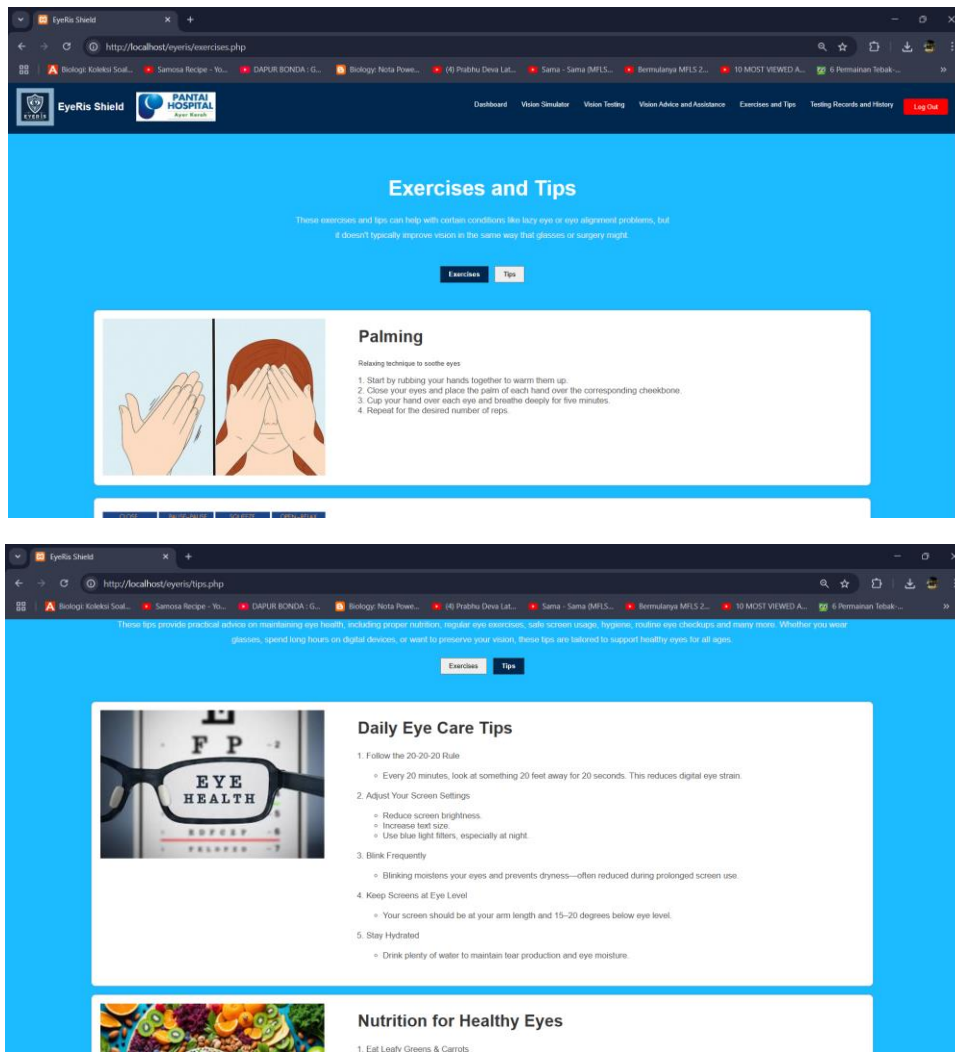 EyeRis Shield
http://localhost/eyeris/exercises.php
Biologi: Koleksi Soal...
Samosa Recipe - Yo...
DAPUR BONDA : G...
Biology: Nota Powe...
(4) Prabhu Deva Lat...
Sama - Sama (MFLS...
Bermulanya MFLS 2...
10 MOST VIEWED A...
6 Permainan Tebak-...
EYERIS
EyeRis Shield
PANTAI
HOSPITAL
Ayer Keroh
Dashboard
Vision Simulator
Vision Testing
Vision Advice and Assistance
Exercises and Tips
Testing Records and History
Log Out
Exercises and Tips
These exercises and tips can help with certain conditions like lazy eye or eye alignment problems, but
it doesn't typically improve vision in the same way that glasses or surgery might.
Exercises
Tips
Palming
Relaxing technique to soothe eyes
1. Start by rubbing your hands together to warm them up.
2. Close your eyes and place the palm of each hand over the corresponding cheekbone.
3. Cup your hand over each eye and breathe deeply for five minutes.
4. Repeat for the desired number of reps.
CLOSE
PAUSE-PAUSE
SQUEEZE
OPEN-RELAX
EyeRis Shield
http://localhost/eyeris/tips.php
Biologi: Koleksi Soal...
Samosa Recipe - Yo...
DAPUR BONDA : G...
Biology: Nota Powe...
(4) Prabhu Deva Lat...
Sama - Sama (MFLS...
Bermulanya MFLS 2...
10 MOST VIEWED A...
6 Permainan Tebak-...
These tips provide practical advice on maintaining eye health, including proper nutrition, regular eye exercises, safe screen usage, hygiene, routine eye checkups and many more. Whether you wear
glasses, spend long hours on digital devices, or want to preserve your vision, these tips are tailored to support healthy eyes for all ages.
Exercises
Tips
F P
2
EYE
HEALTH
6
7
Daily Eye Care Tips
1. Follow the 20-20-20 Rule
Every 20 minutes, look at something 20 feet away for 20 seconds. This reduces digital eye strain.
2. Adjust Your Screen Settings
Reduce screen brightness.
Increase text size.
Use blue light filters, especially at night.
3. Blink Frequently
Blinking moistens your eyes and prevents dryness—often reduced during prolonged screen use.
4. Keep Screens at Eye Level
Your screen should be at your arm length and 15–20 degrees below eye level.
5. Stay Hydrated
Drink plenty of water to maintain tear production and eye moisture.
Nutrition for Healthy Eyes
1. Eat Leafy Greens & Carrots